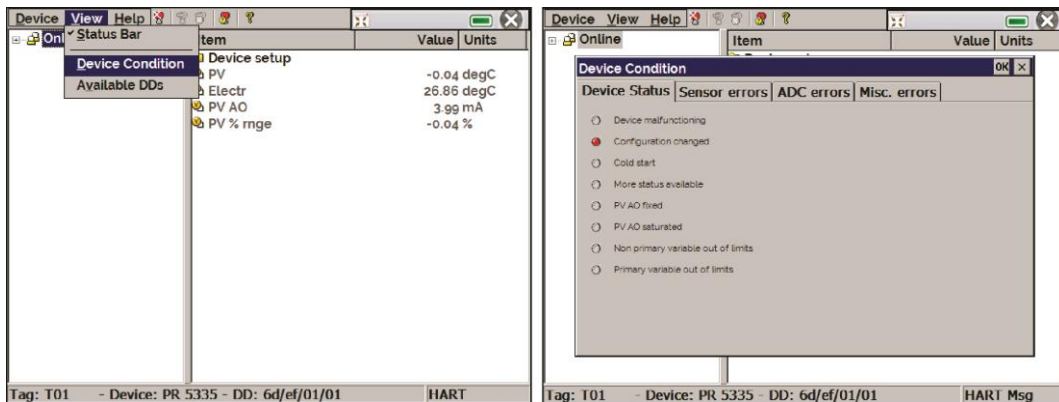 Device View Help
Status Bar
Device Condition
Available DDs
Onl
tem Value Units
Device setup
PV -0.04 degC
Electr 26.86 degC
PV AO 3.99 mA
PV % rnge -0.04 %
Tag: T01 - Device: PR 5335 - DD: 6d/ef/01/01 HART
Device View Help
Online
Item Value Units
Device Condition OK
Device Status Sensor errors ADC errors Misc. errors
Device malfunctioning
Configuration changed
Cold start
More status available
PV AO fixed
PV AO saturated
Non primary variable out of limits
Primary variable out of limits
Tag: T01 - Device: PR 5335 - DD: 6d/ef/01/01 HART Msg